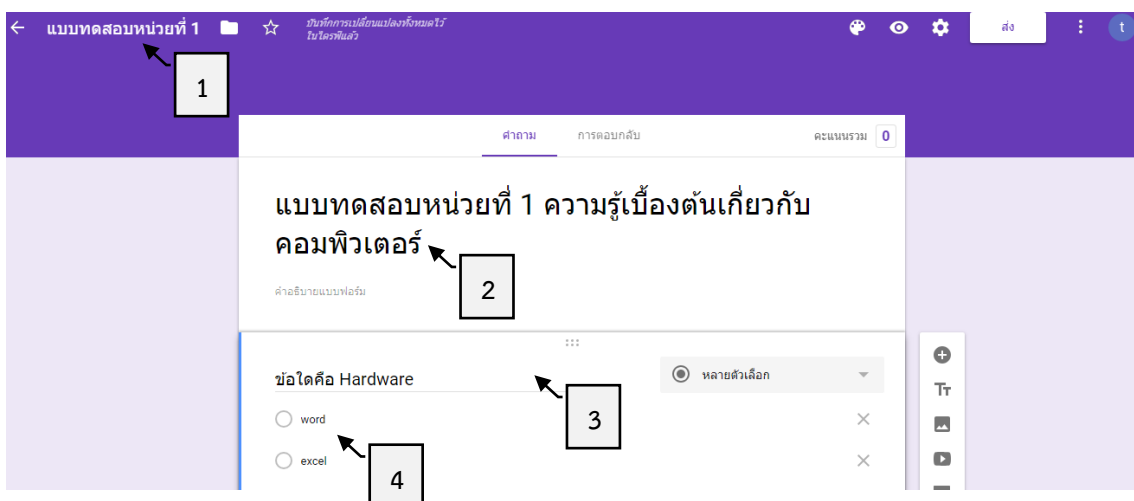 แบบทดสอบหน่วยที่ 1
บันทึกการเปลี่ยนแปลงทั้งหมดไว้
ในไดรฟ์แล้ว
ส่ง
t
1
คำถาม
การตอบกลับ
คะแนนรวม 0
แบบทดสอบหน่วยที่ 1 ความรู้เบื้องต้นเกี่ยวกับ
คอมพิวเตอร์
2
คำอธิบายแบบฟอร์ม
ข้อใดคือ Hardware
หลายตัวเลือก
Tт
3
word
excel
4